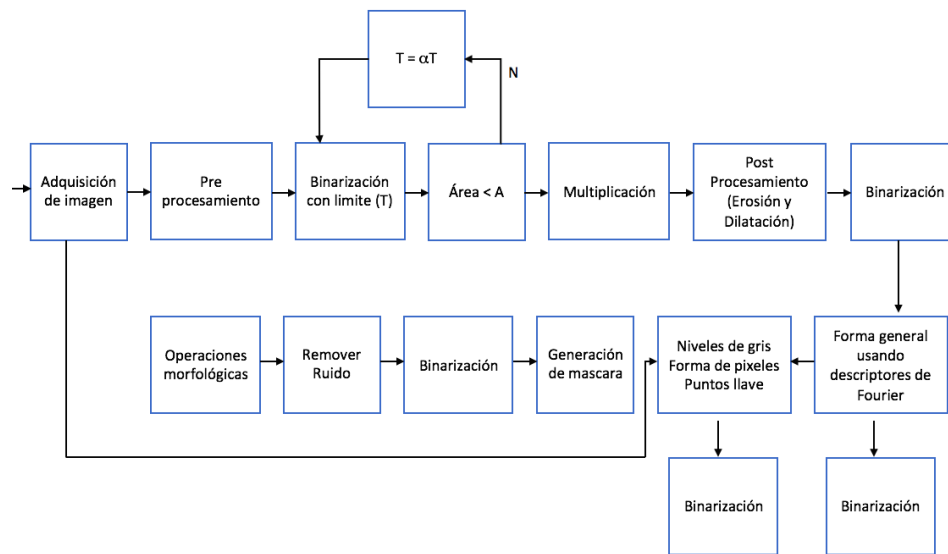 T = αT
N
Adquisición
de imagen
Pre
procesamiento
Binarización
con limite (T)
Área < A
Multiplicación
Post
Procesamiento
(Erosión y
Dilatación)
Binarización
Operaciones
morfológicas
Remover
Ruido
Binarización
Generación
de mascara
Niveles de gris
Forma de pixeles
Puntos llave
Forma general
usando
descriptores de
Fourier
Binarización
Binarización